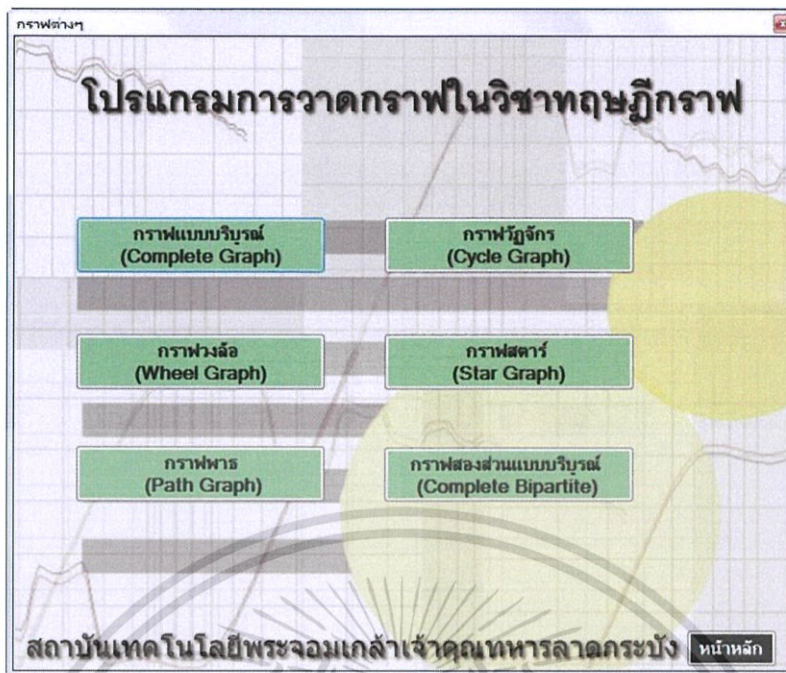 กราฟต่างๆ
โปรแกรมการวาดกราฟในวิชาทฤษฎีกราฟ
กราฟแบบบริบูรณ์
(Complete Graph)
กราฟวัฏจักร
(Cycle Graph)
กราฟวงล้อ
(Wheel Graph)
กราฟสตาร์
(Star Graph)
กราฟพาธ
(Path Graph)
กราฟสองส่วนแบบบริบูรณ์
(Complete Bipartite)
สถาบันเทคโนโลยีพระจอมเกล้าเจ้าคุณทหารลาดกระบัง
หน้าหลัก